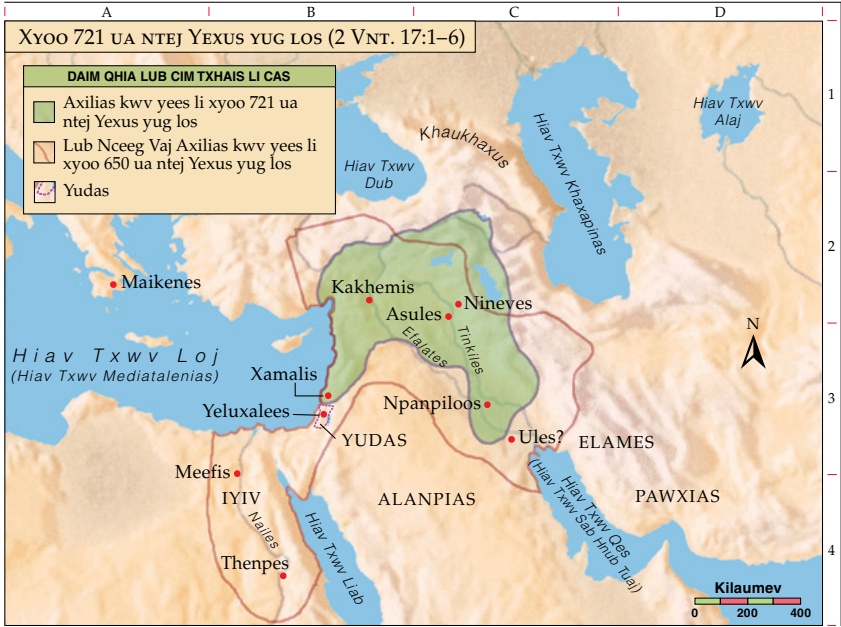 A B C D
XYOO 721 UA NTEJ YEXUS YUG LOS (2 VNT. 17:1–6)
DAIM QHIA LUB CIM TXHAIS LI CAS
Axilias kwv yees li xyoo 721 ua
ntej Yexus yug los
Lub Nceeg Vaj Axilias kwv yees li
xyoo 650 ua ntej Yexus yug los
Yudas
1
2
3
4
Khaukhaxus
Hiav Txwv
Dub
Hiav Txwv Khaxapinas
Hiav Txwv
Alaj
Maikenes
Kakhemis
Nineves
Asules
Efalates
Tinkiles
Hiav Txwv Loj
(Hiav Txwv Mediatalenias)
Xamalis
Yeluxalees
Npanpiloos
YUDAS
Ules?
ELAMES
Meefis
IYIV
Nailes
Thenpes
ALANPIAS
PAWXIAS
Hiav Txwv Liab
Hiav Txwv Qes
(Hiav Txwv Sab Hnub Tuaj)
N
Kilaumev
0 200 400